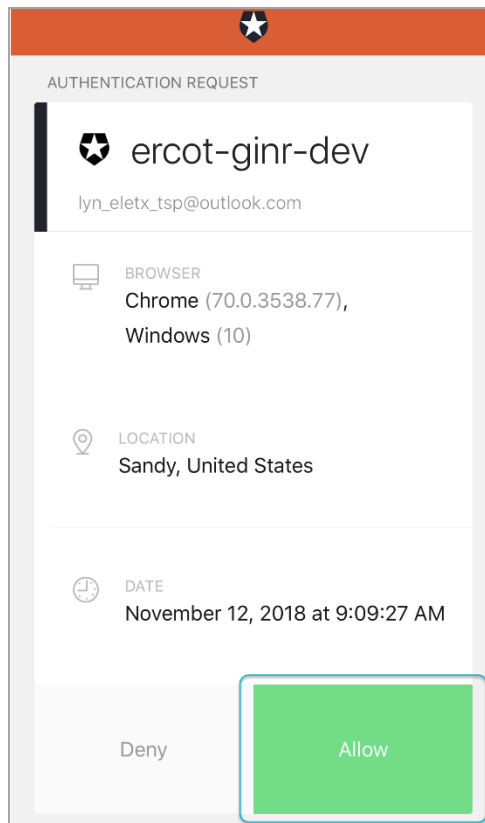 AUTHENTICATION REQUEST
ercot-ginr-dev
lyn_eletx_tsp@outlook.com
BROWSER
Chrome (70.0.3538.77),
Windows (10)
LOCATION
Sandy, United States
DATE
November 12, 2018 at 9:09:27 AM
Deny
Allow